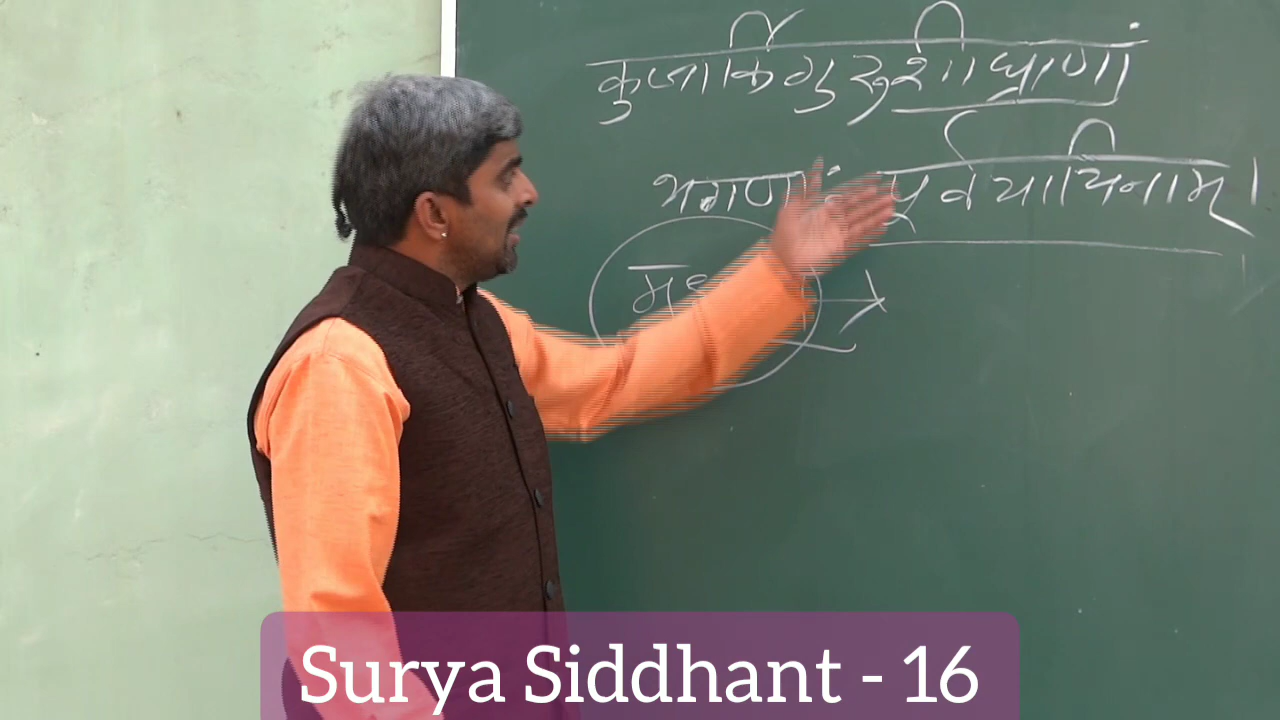 कुजार्किगुरुशीघ्राणां
भगणाः पूर्वयायिनाम् ।
Surya Siddhant - 16